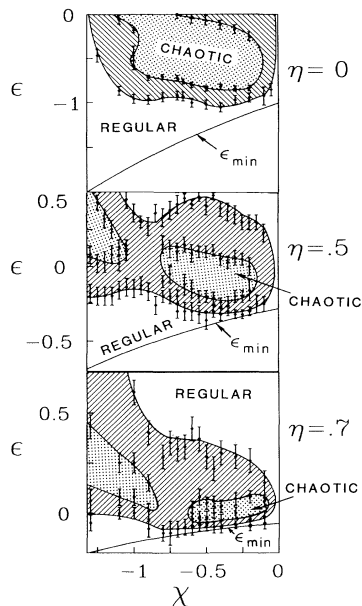 0
CHAOTIC
ϵ
η= 0
−1
REGULAR
ϵmin
0.5
η=.5
ϵ
0
CHAOTIC
REGULAR
−0.5
ϵmin
REGULAR
0.5
η=.7
ϵ
CHAOTIC
0
ϵmin
−1 −0.5 0
χ